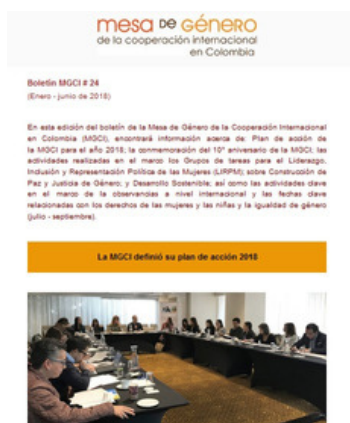 mesa DE GéNERO
de la cooperación internacional
en Colombia
Boletín MGCI # 24
(Enero - junio de 2018)
En esta edición del boletín de la Mesa de Género de la Cooperación Internacional
en Colombia (MGCI), encontrará información acerca de: Plan de acción de
la MGCI para el año 2018; la conmemoración del 10° aniversario de la MGCI; las
actividades realizadas en el marco los Grupos de tareas para el Liderazgo,
Inclusión y Representación Política de las Mujeres (LIRPM); sobre Construcción de
Paz y Justicia de Género; y Desarrollo Sostenible; así como las actividades clave
en el marco de la observancias a nivel internacional y las fechas clave
relacionadas con los derechos de las mujeres y las niñas y la igualdad de género
(julio - septiembre).
La MGCI definió su plan de acción 2018